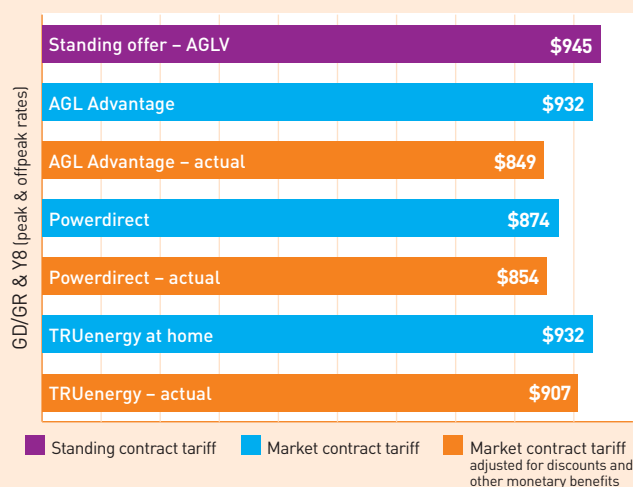 GD/GR & Y8 (peak & offpeak rates)
Standing offer – AGLV $945
AGL Advantage $932
AGL Advantage – actual $849
Powerdirect $874
Powerdirect – actual $854
TRUenergy at home $932
TRUenergy – actual $907
Standing contract tariff
Market contract tariff
Market contract tariff
adjusted for discounts and
other monetary benefits